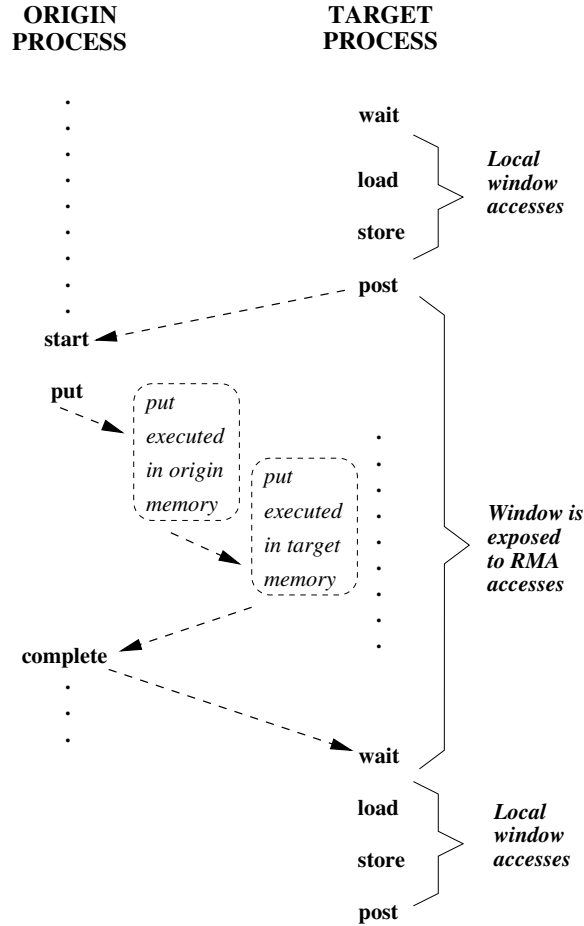 ORIGIN
PROCESS
TARGET
PROCESS
wait
load
store
Local
window
accesses
post
start
put
put
executed
in origin
memory
put
executed
in target
memory
Window is
exposed
to RMA
accesses
complete
wait
load
store
post
Local
window
accesses